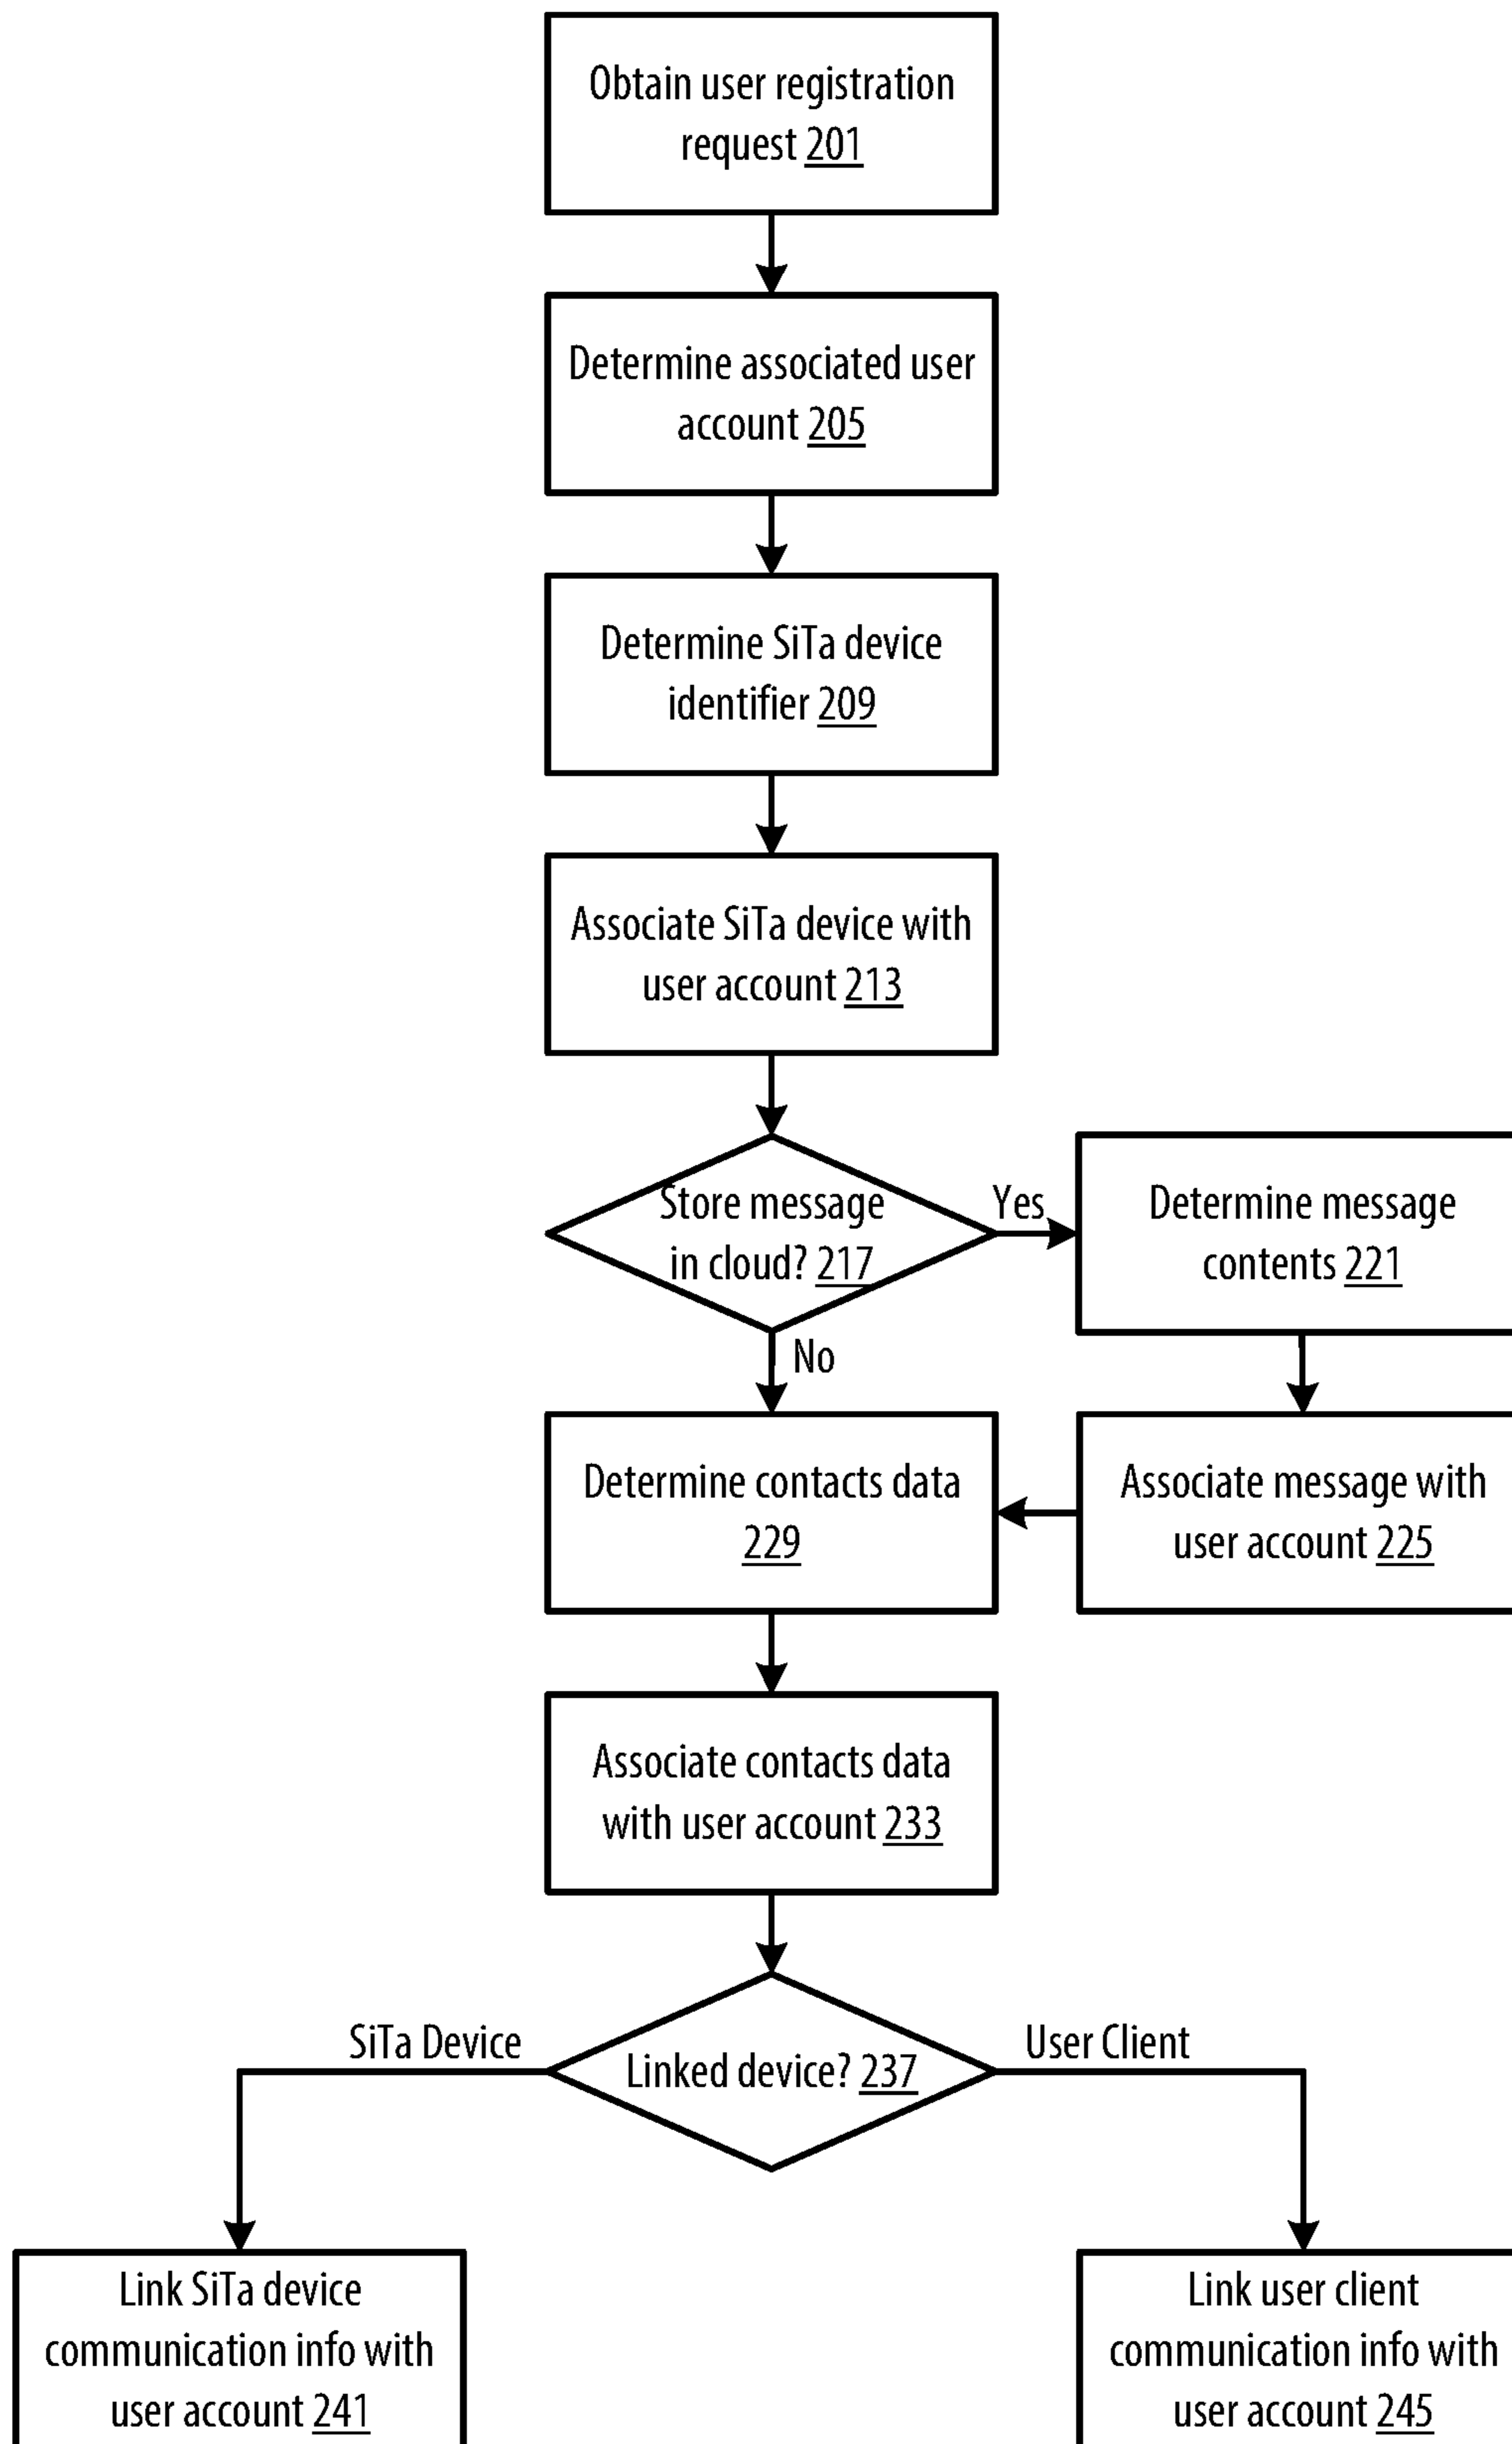 Obtain user registration
request 201
Determine associated user
account 205
Determine SiTa device
identifier 209
Associate SiTa device with
user account 213
Store message
in cloud? 217
Yes
Determine message
contents 221
No
Determine contacts data
229
Associate message with
user account 225
Associate contacts data
with user account 233
SiTa Device
Linked device? 237
User Client
Link SiTa device
communication info with
user account 241
Link user client
communication info with
user account 245